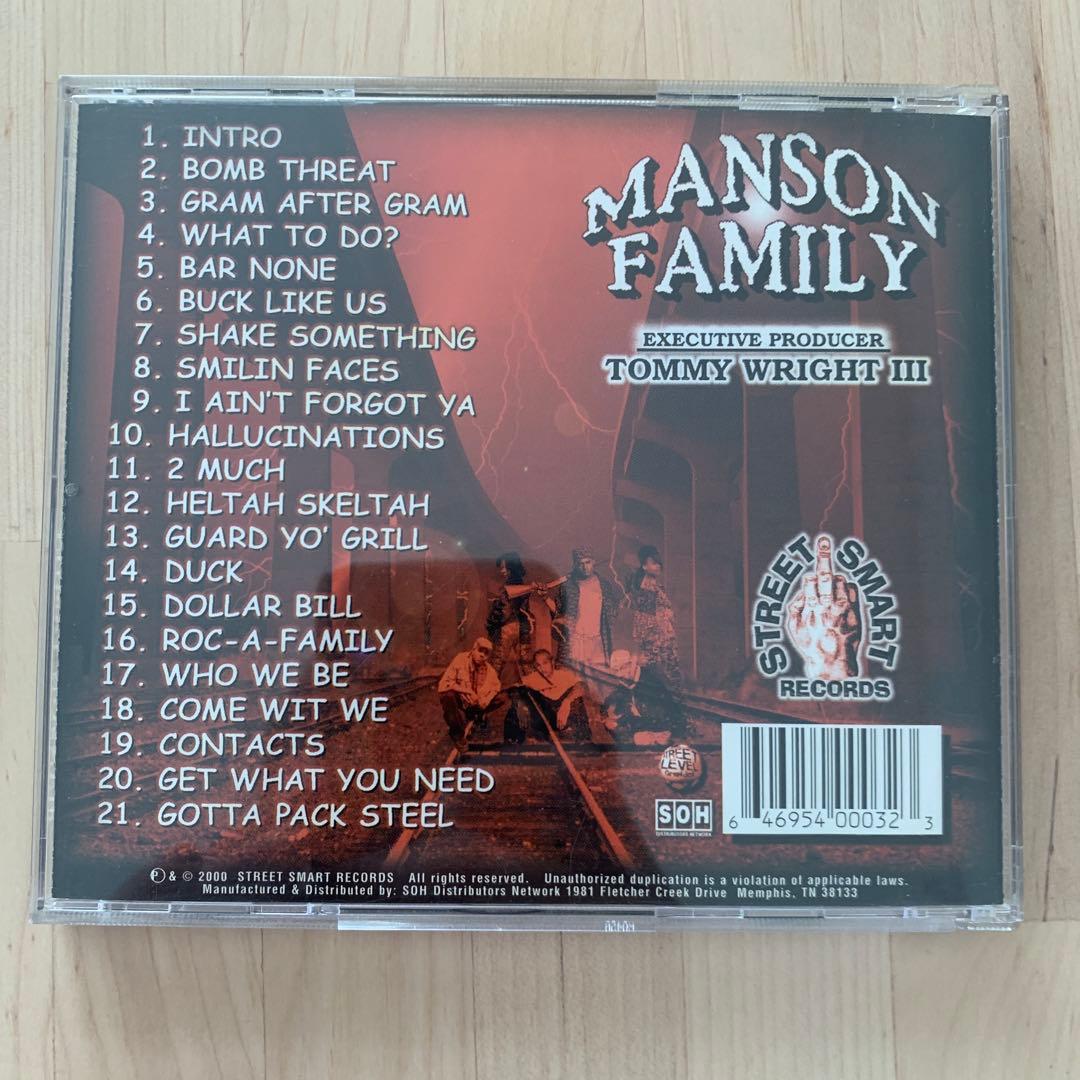 1. INTRO
2. BOMB THREAT
3. GRAM AFTER GRAM
4. WHAT TO DO?
5. BAR NONE
6. BUCK LIKE US
7. SHAKE SOMETHING
8. SMILIN FACES
9. I AIN'T FORGOT YA
10. HALLUCINATIONS
11. 2 MUCH
12. HELTAH SKELTAH
13. GUARD YO' GRILL
14. DUCK
15. DOLLAR BILL
16. ROC-A-FAMILY
17. WHO WE BE
18. COME WIT WE
19. CONTACTS
20. GET WHAT YOU NEED
21. GOTTA PACK STEEL
MANSON
FAMILY
EXECUTIVE PRODUCER
TOMMY WRIGHT III
STREET SMART
RECORDS
SOH
DISTRIBUTORS NETWORK
6 46954 00032 3
℗ & © 2000 STREET SMART RECORDS All rights reserved. Unauthorized duplication is a violation of applicable laws.
Manufactured & Distributed by: SOH Distributors Network 1981 Fletcher Creek Drive Memphis, TN 38133